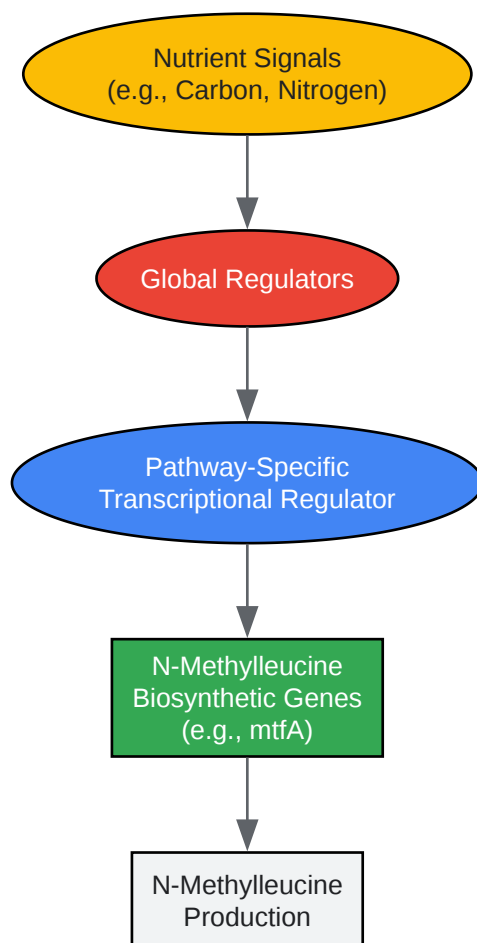 Nutrient Signals
(e.g., Carbon, Nitrogen)
Global Regulators
Pathway-Specific
Transcriptional Regulator
N-Methylleucine
Biosynthetic Genes
(e.g., mtfA)
N-Methylleucine
Production